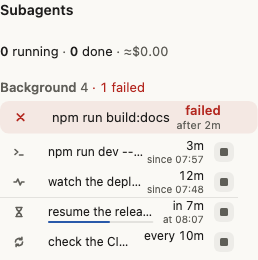 Subagents
0 running · 0 done · ≈$0.00
Background 4 · 1 failed
npm run build:docs failed
after 2m
npm run dev --... 3m
since 07:57
watch the depl... 12m
since 07:48
resume the relea... in 7m
at 08:07
check the CI... every 10m